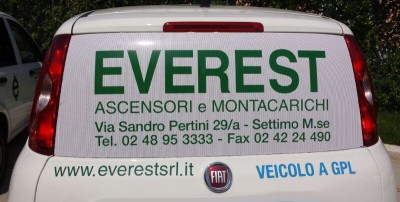 EVEREST
ASCENSORI e MONTACARICHI
Via Sandro Pertini 29/a - Settimo M.se
Tel. 02 48 95 3333 - Fax 02 42 24 490
www.everestsrl.it FIAT VEICOLO A GPL